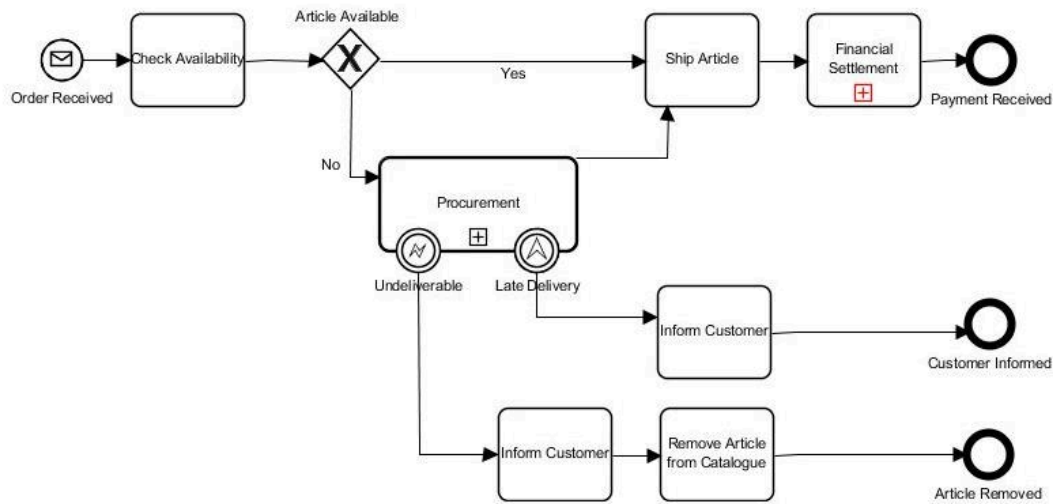 Article Available
Check Availability
Order Received
Yes
Ship Article
Financial
Settlement
Payment Received
No
Procurement
Undeliverable
Late Delivery
Inform Customer
Customer Informed
Inform Customer
Remove Article
from Catalogue
Article Removed